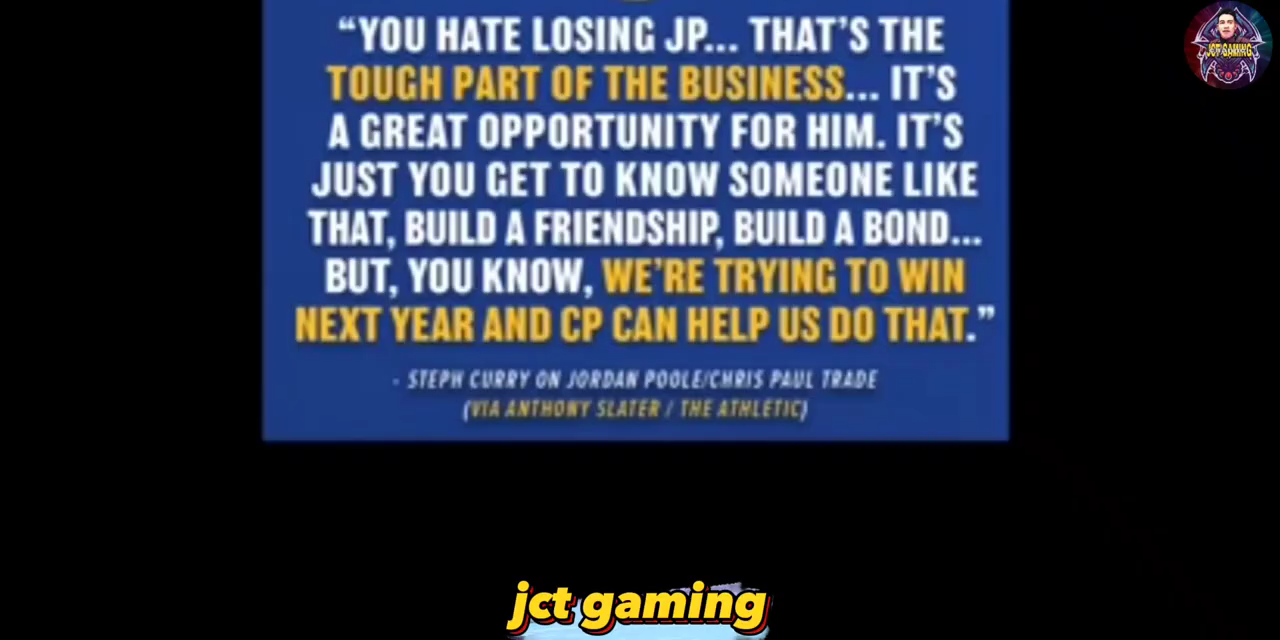 JCT GAMING
“YOU HATE LOSING JP... THAT’S THE
TOUGH PART OF THE BUSINESS... IT’S
A GREAT OPPORTUNITY FOR HIM. IT’S
JUST YOU GET TO KNOW SOMEONE LIKE
THAT, BUILD A FRIENDSHIP, BUILD A BOND...
BUT, YOU KNOW, WE’RE TRYING TO WIN
NEXT YEAR AND CP CAN HELP US DO THAT.”
- STEPH CURRY ON JORDAN POOLE/CHRIS PAUL TRADE
(VIA ANTHONY SLATER / THE ATHLETIC)
jct gaming